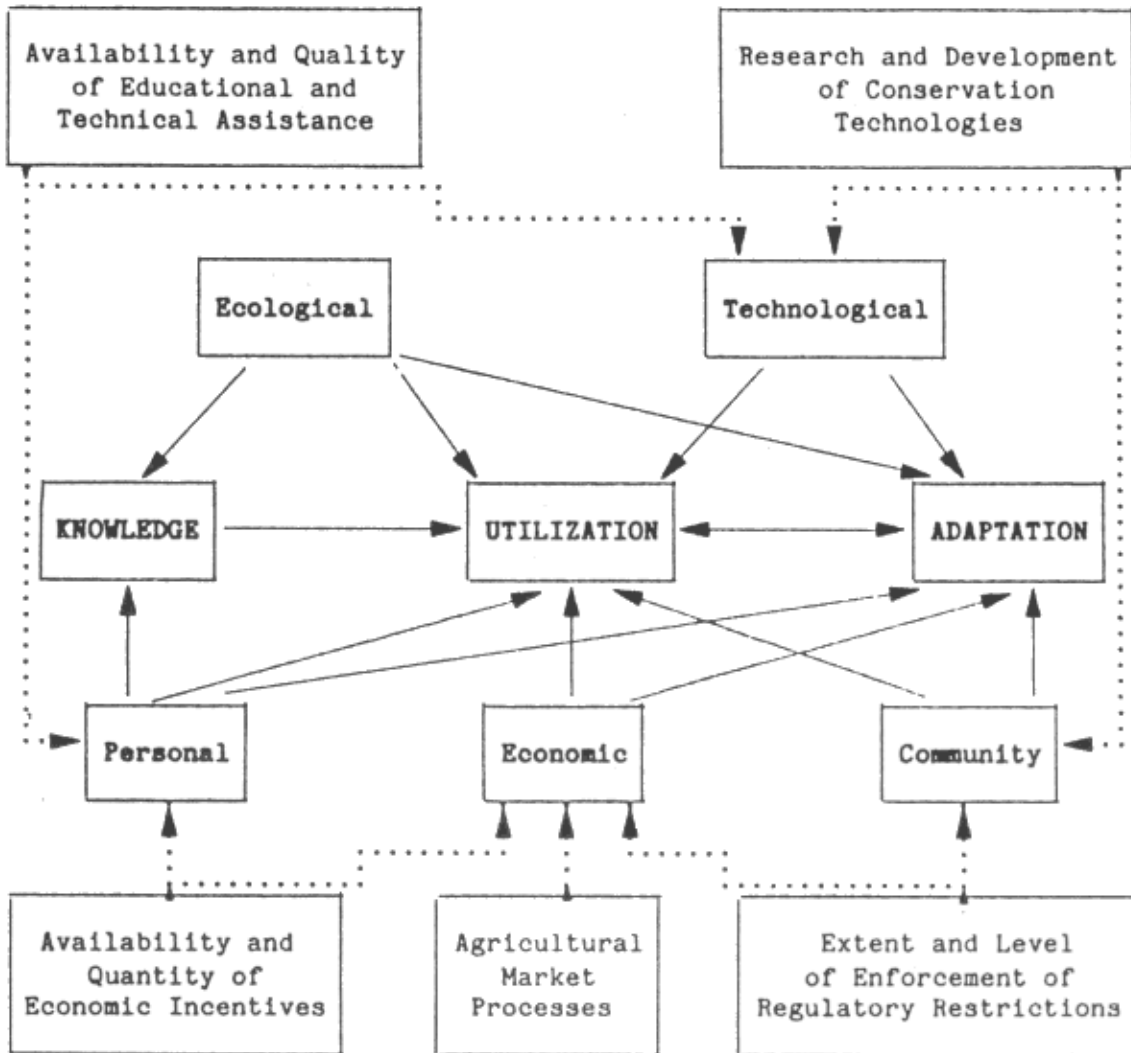 Availability and Quality
of Educational and
Technical Assistance
Research and Development
of Conservation
Technologies
Ecological
Technological
KNOWLEDGE
UTILIZATION
ADAPTATION
Personal
Economic
Community
Availability and
Quantity of
Economic Incentives
Agricultural
Market
Processes
Extent and Level
of Enforcement of
Regulatory Restrictions